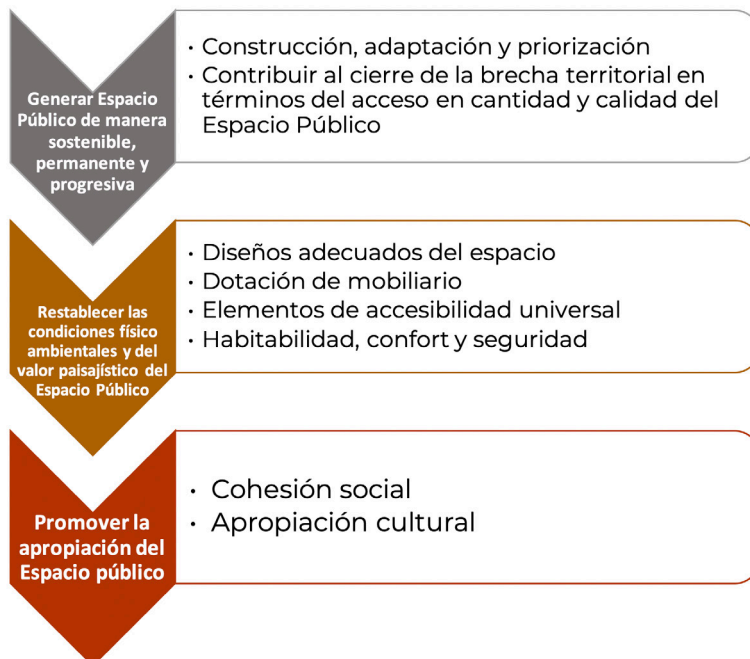 Generar Espacio
Público de manera
sostenible,
permanente y
progresiva
• Construcción, adaptación y priorización
• Contribuir al cierre de la brecha territorial en
términos del acceso en cantidad y calidad del
Espacio Público
Restablecer las
condiciones físico
ambientales y del
valor paisajístico del
Espacio Público
• Diseños adecuados del espacio
• Dotación de mobiliario
• Elementos de accesibilidad universal
• Habitabilidad, confort y seguridad
Promover la
apropiación del
Espacio público
• Cohesión social
• Apropiación cultural